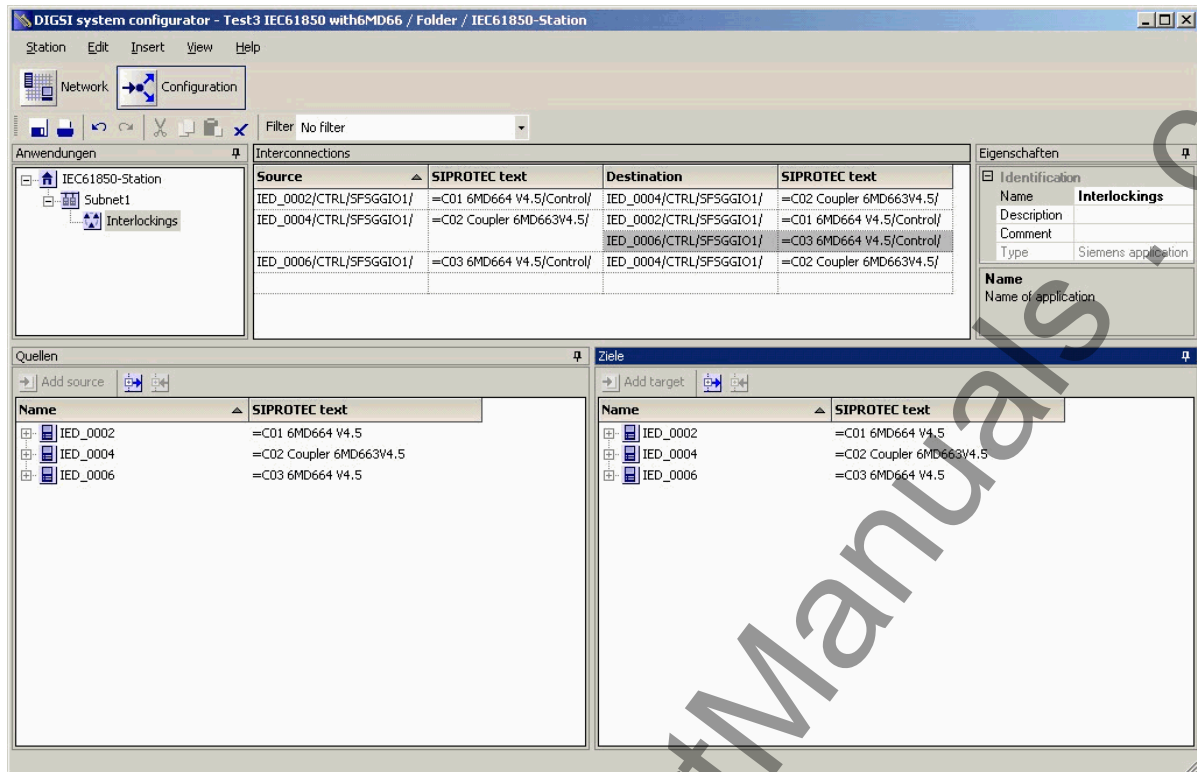 DIGSI system configurator - Test3 IEC61850 with6MD66 / Folder / IEC61850-Station
Station Edit Insert View Help
Network Configuration
Filter No filter
Anwendungen
IEC61850-Station
Subnet1
Interlockings
Interconnections
Source SIPROTEC text Destination SIPROTEC text
IED_0002/CTRL/SFSGGIO1/ =C01 6MD664 V4.5/Control/ IED_0004/CTRL/SFSGGIO1/ =C02 Coupler 6MD663V4.5/
IED_0004/CTRL/SFSGGIO1/ =C02 Coupler 6MD663V4.5/ IED_0002/CTRL/SFSGGIO1/ =C01 6MD664 V4.5/Control/
IED_0006/CTRL/SFSGGIO1/ =C03 6MD664 V4.5/Control/
IED_0006/CTRL/SFSGGIO1/ =C03 6MD664 V4.5/Control/ IED_0004/CTRL/SFSGGIO1/ =C02 Coupler 6MD663V4.5/
Eigenschaften
Identification
Name Interlockings
Description
Comment
Type Siemens application
Name
Name of application
Quellen
Add source
Name SIPROTEC text
IED_0002 =C01 6MD664 V4.5
IED_0004 =C02 Coupler 6MD663V4.5
IED_0006 =C03 6MD664 V4.5
Ziele
Add target
Name SIPROTEC text
IED_0002 =C01 6MD664 V4.5
IED_0004 =C02 Coupler 6MD663V4.5
IED_0006 =C03 6MD664 V4.5